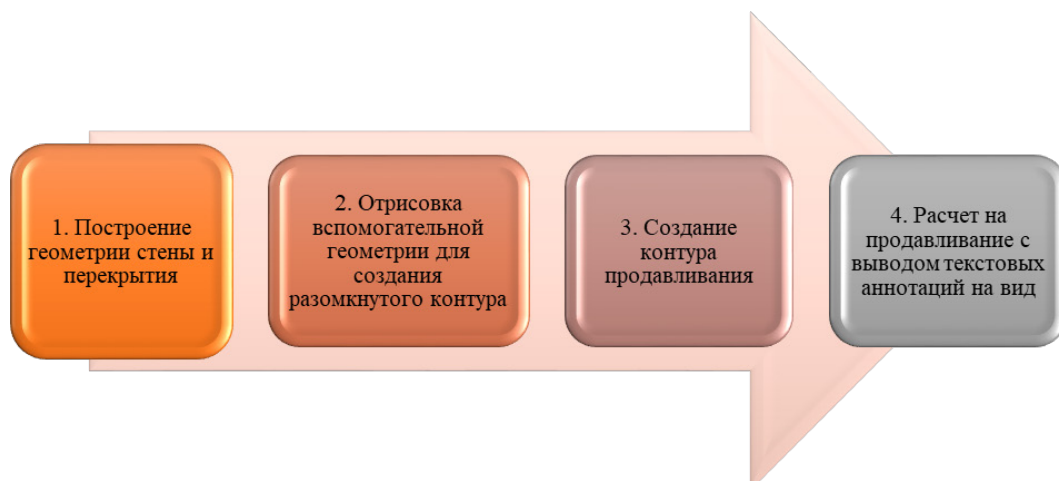 1. Построение
геометрии стены и
перекрытия
2. Отрисовка
вспомогательной
геометрии для
создания
разомкнутого контура
3. Создание
контура
продавливания
4. Расчет на
продавливание с
выводом текстовых
аннотаций на вид